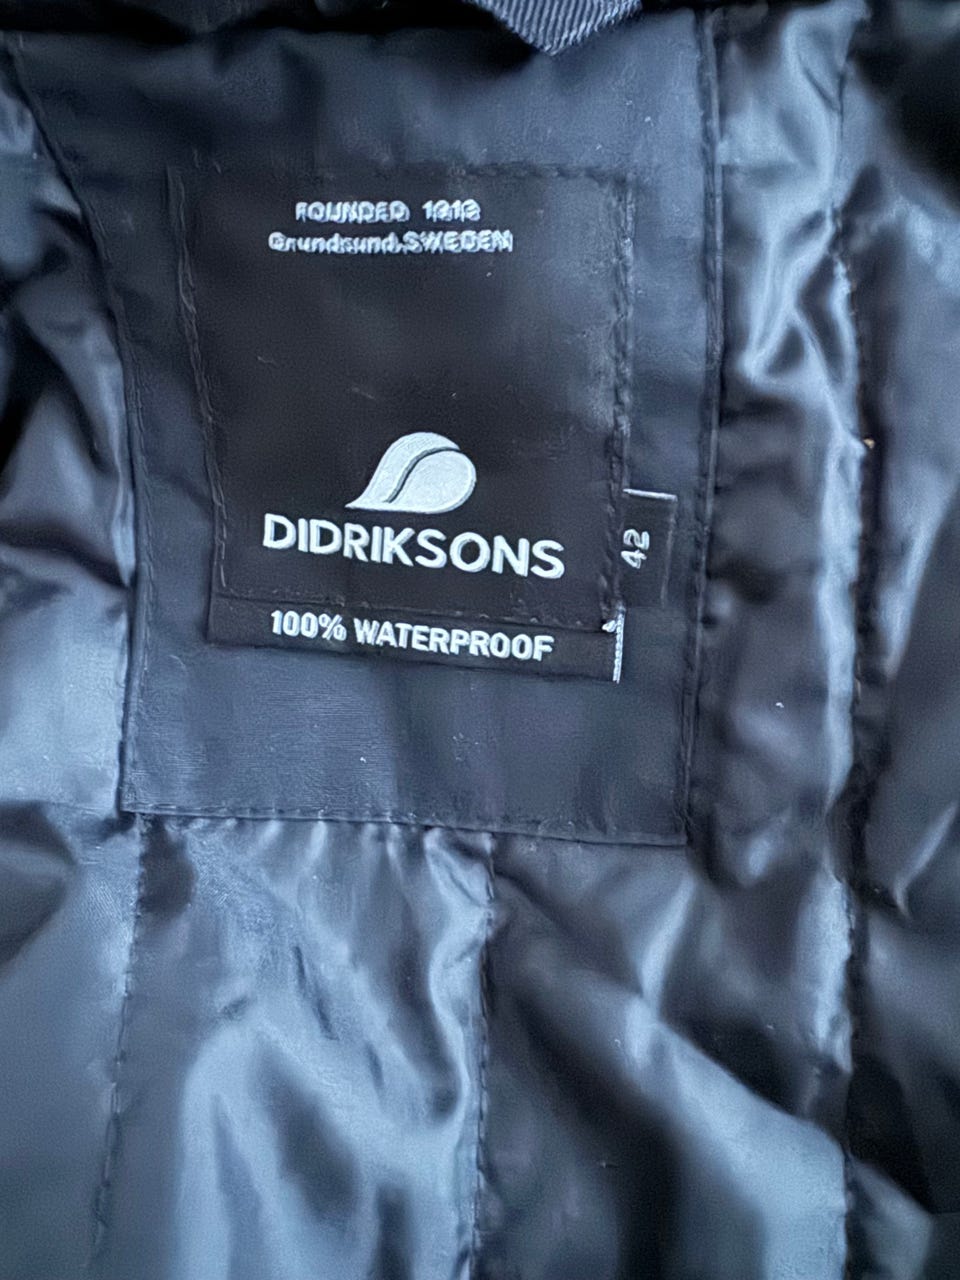 FOUNDED 1913
Grundsund.SWEDEN
DIDRIKSONS
42
100% WATERPROOF